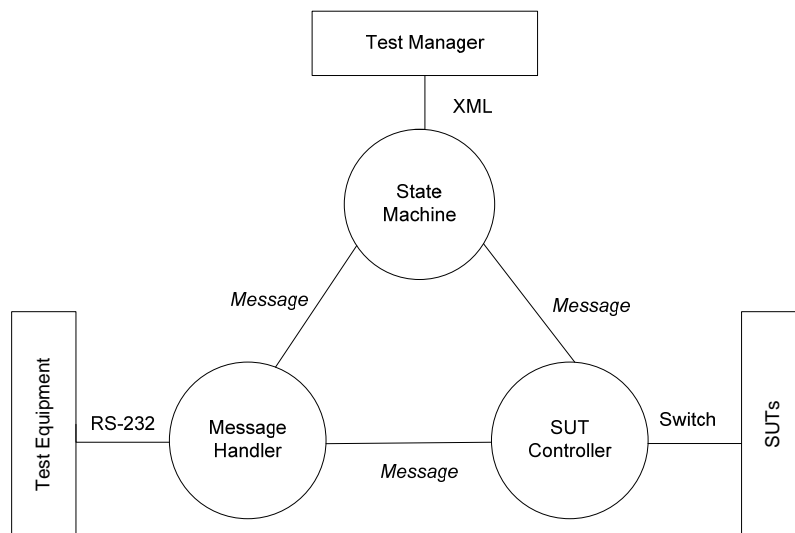 Test Manager
XML
State
Machine
Message
Message
Test Equipment
RS-232
Message
Handler
Message
SUT
Controller
Switch
SUTs